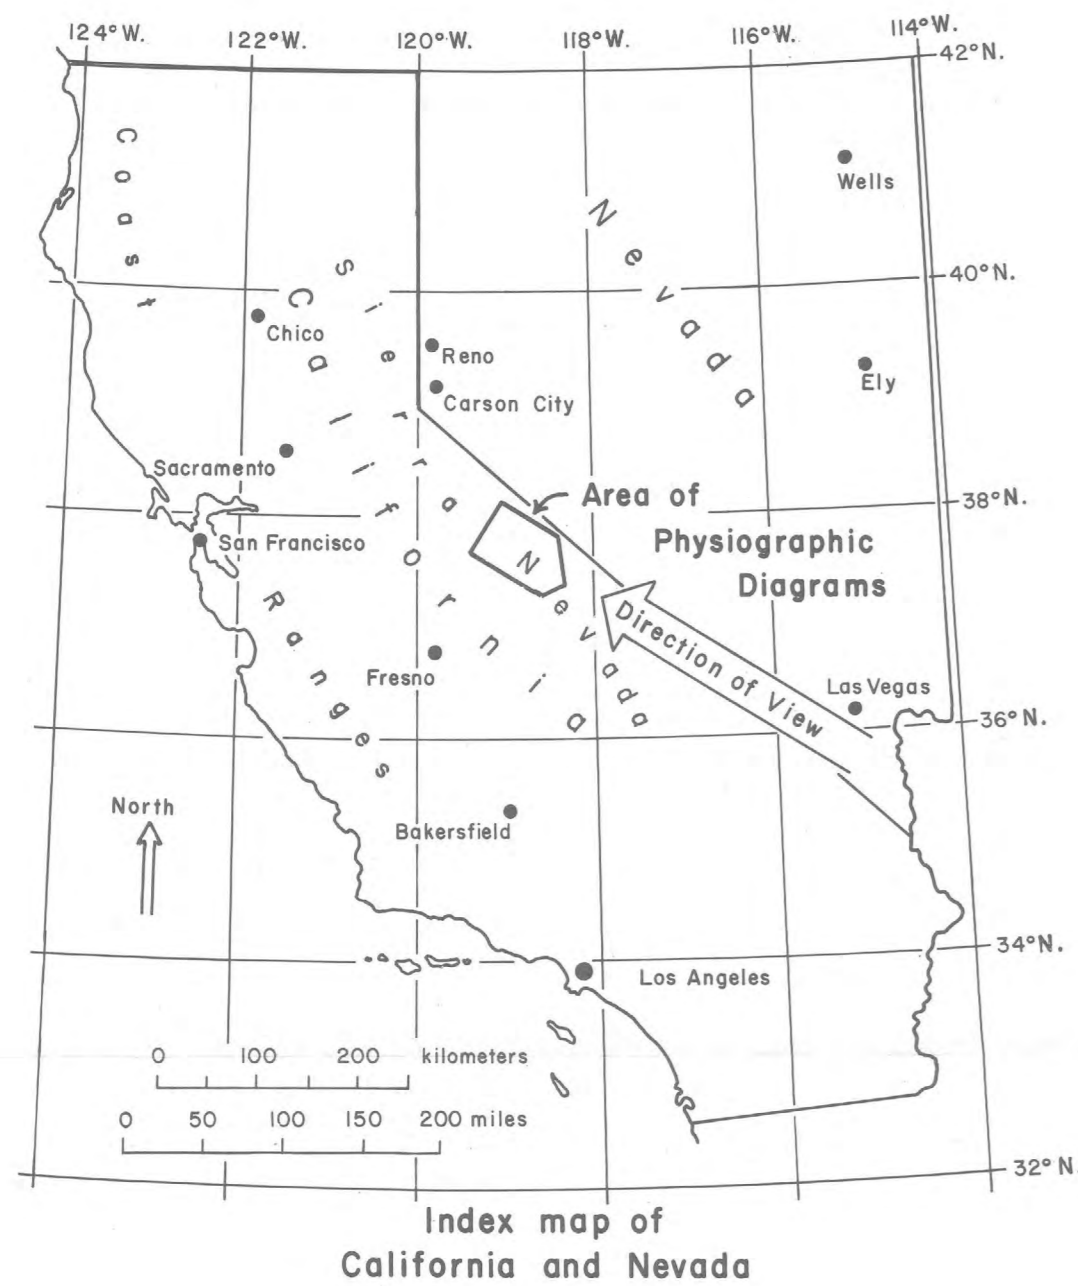 124°W. 122°W. 120°W. 118°W. 116°W. 114°W.
42°N.
Coast
Wells
Nevada
40°N.
Sierra Nevada
California
Chico
Reno
Ely
Carson City
Sacramento
Area of
Physiographic
Diagrams
38°N.
San Francisco
Ranges
Direction of View
Fresno
Las Vegas
36°N.
North
Bakersfield
34°N.
Los Angeles
0 100 200 kilometers
0 50 100 150 200 miles
32°N.
Index map of
California and Nevada